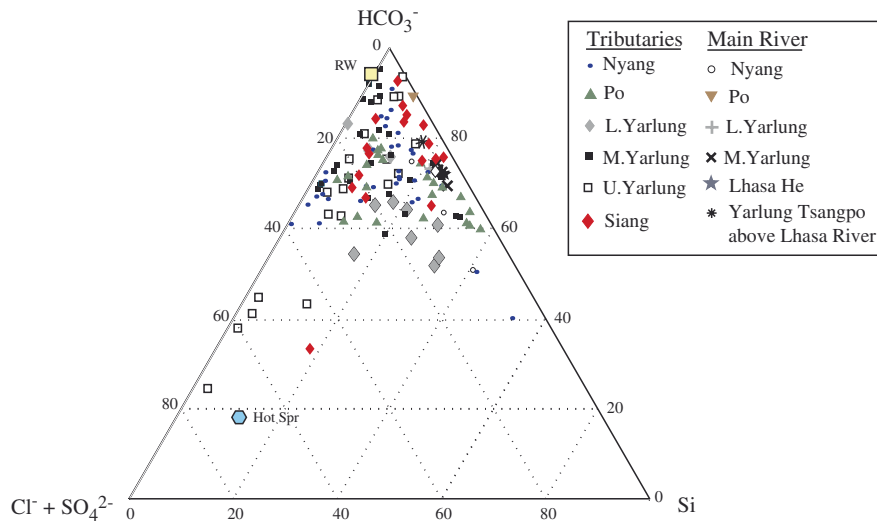 HCO₃⁻
0
RW
20
80
40
60
60
40
80
20
Hot Spr
0
Cl⁻ + SO₄²⁻
0
20
40
60
80
Si
Tributaries
Main River
Nyang
Nyang
Po
Po
L.Yarlung
L.Yarlung
M.Yarlung
M.Yarlung
U.Yarlung
Lhasa He
Siang
Yarlung Tsangpo
above Lhasa River